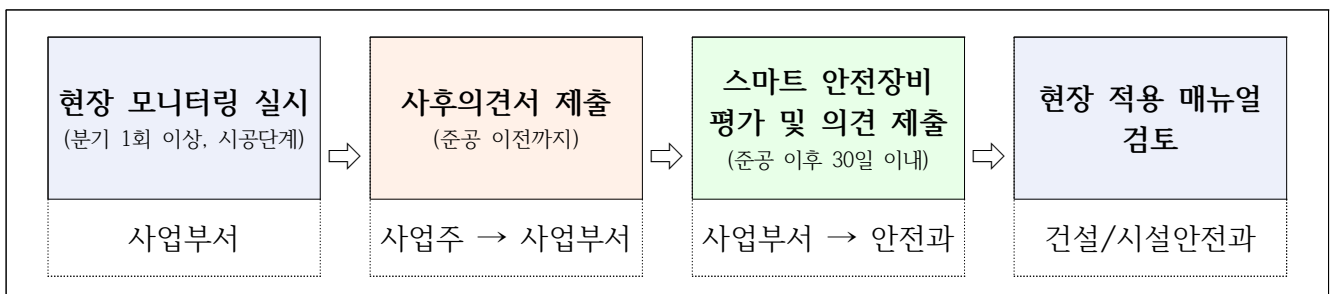 현장 모니터링 실시
(분기 1회 이상, 시공단계)
사업부서
⇨
사후의견서 제출
(준공 이전까지)
사업주 → 사업부서
⇨
스마트 안전장비
평가 및 의견 제출
(준공 이후 30일 이내)
사업부서 → 안전과
⇨
현장 적용 매뉴얼
검토
건설/시설안전과